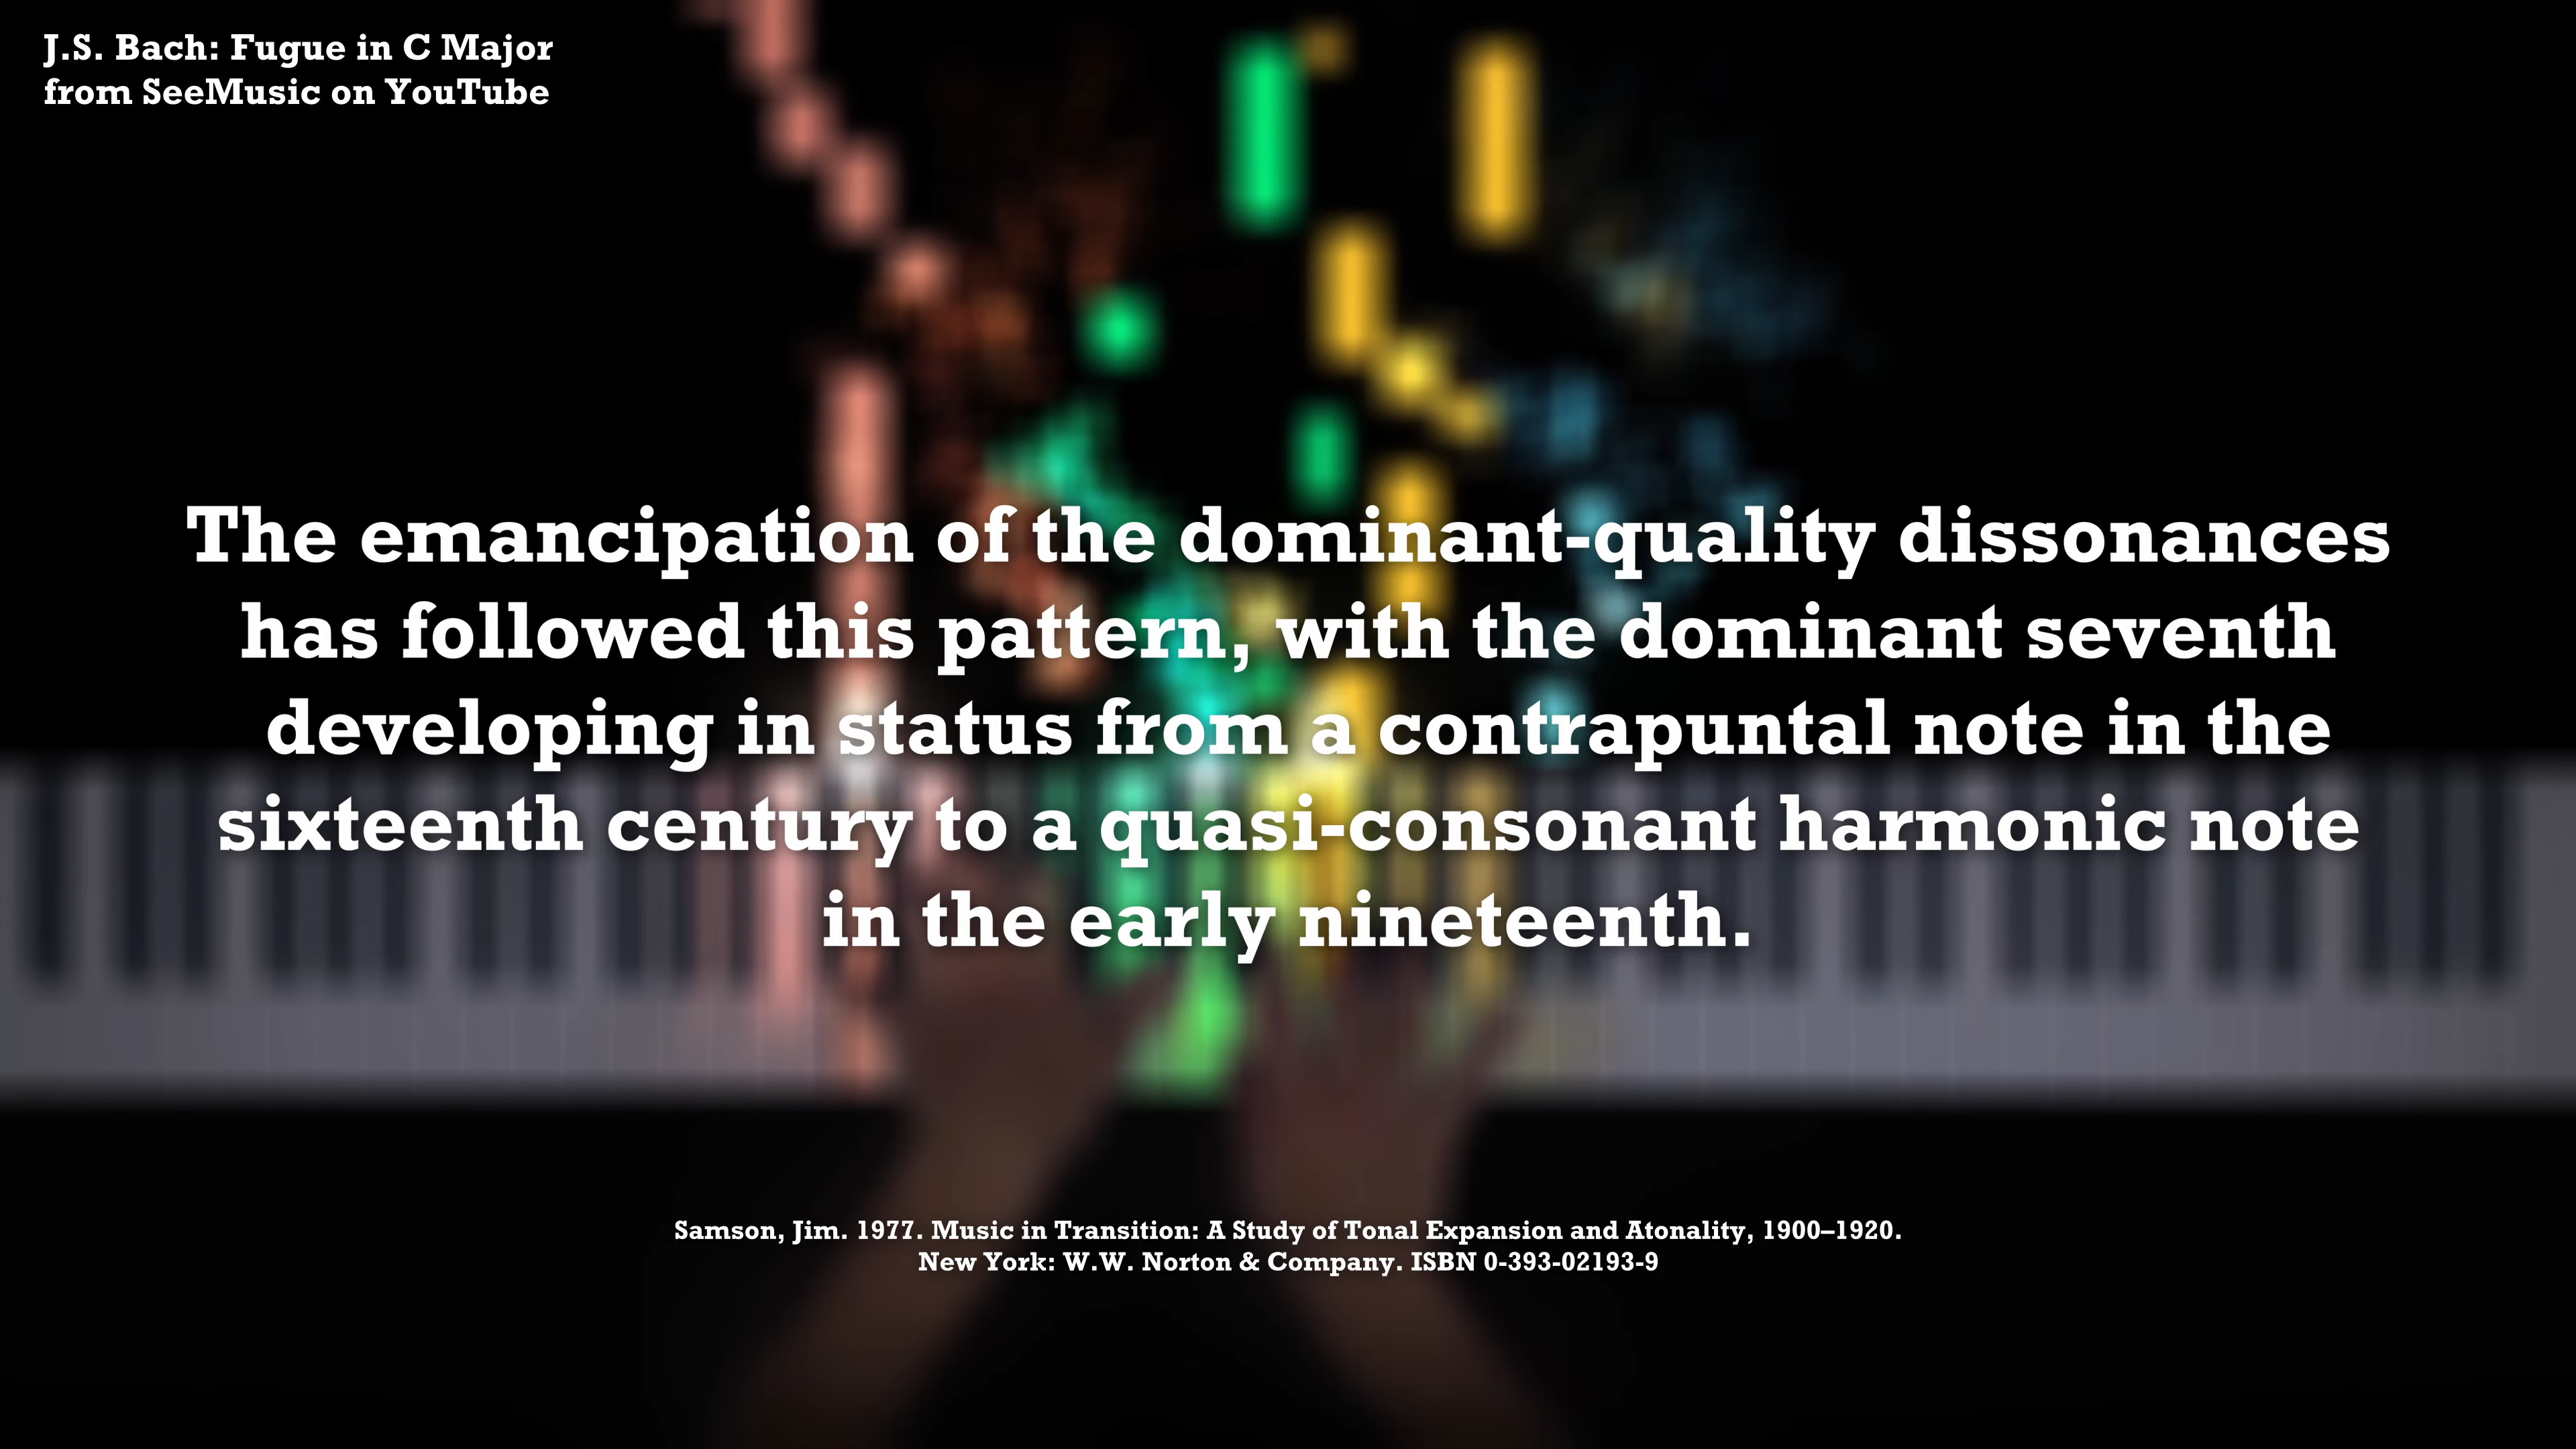 J.S. Bach: Fugue in C Major
from SeeMusic on YouTube
The emancipation of the dominant-quality dissonances
has followed this pattern, with the dominant seventh
developing in status from a contrapuntal note in the
sixteenth century to a quasi-consonant harmonic note
in the early nineteenth.
Samson, Jim. 1977. Music in Transition: A Study of Tonal Expansion and Atonality, 1900–1920.
New York: W.W. Norton & Company. ISBN 0-393-02193-9